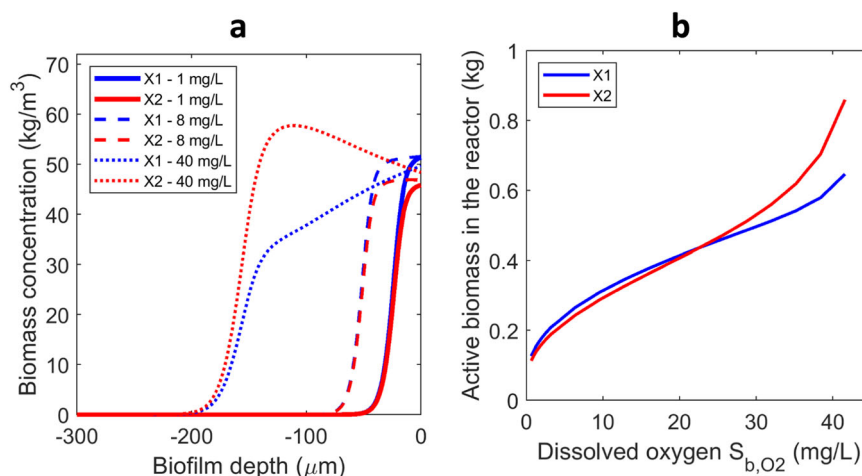 a
Biomass concentration (kg/m³)
70
60
50
40
30
20
10
0
X1 - 1 mg/L
X2 - 1 mg/L
X1 - 8 mg/L
X2 - 8 mg/L
X1 - 40 mg/L
X2 - 40 mg/L
-300
-200
-100
0
Biofilm depth (μm)
b
Active biomass in the reactor (kg)
1
0.8
0.6
0.4
0.2
0
X1
X2
0
10
20
30
40
Dissolved oxygen S_b,O2 (mg/L)